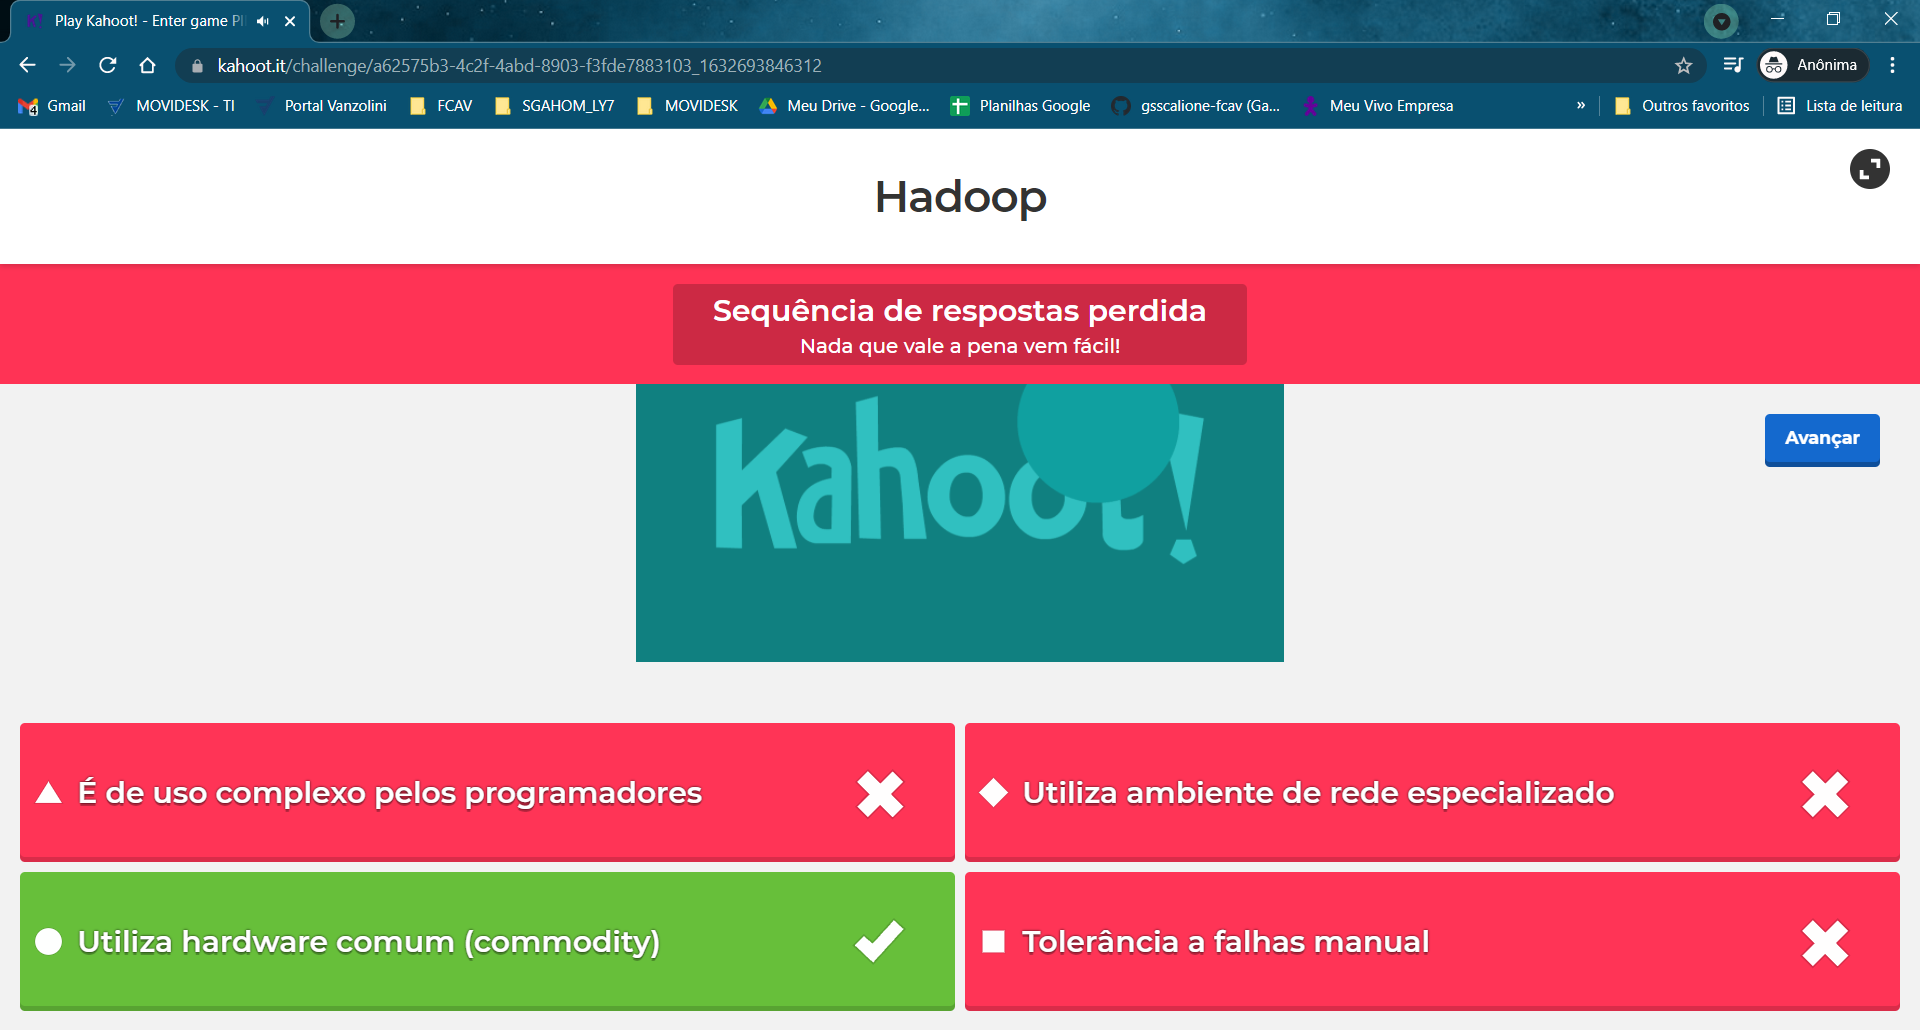 Play Kahoot! - Enter game P
kahoot.it/challenge/a62575b3-4c2f-4abd-8903-f3fde7883103_1632693846312
Anônima
Gmail
MOVIDESK - TI
Portal Vanzolini
FCAV
SGAHOM_LY7
MOVIDESK
Meu Drive - Google...
Planilhas Google
gsscalione-fcav (Ga...
Meu Vivo Empresa
»
Outros favoritos
Lista de leitura
Hadoop
Sequência de respostas perdida
Nada que vale a pena vem fácil!
Kahoot!
Avançar
É de uso complexo pelos programadores
Utiliza ambiente de rede especializado
Utiliza hardware comum (commodity)
Tolerância a falhas manual